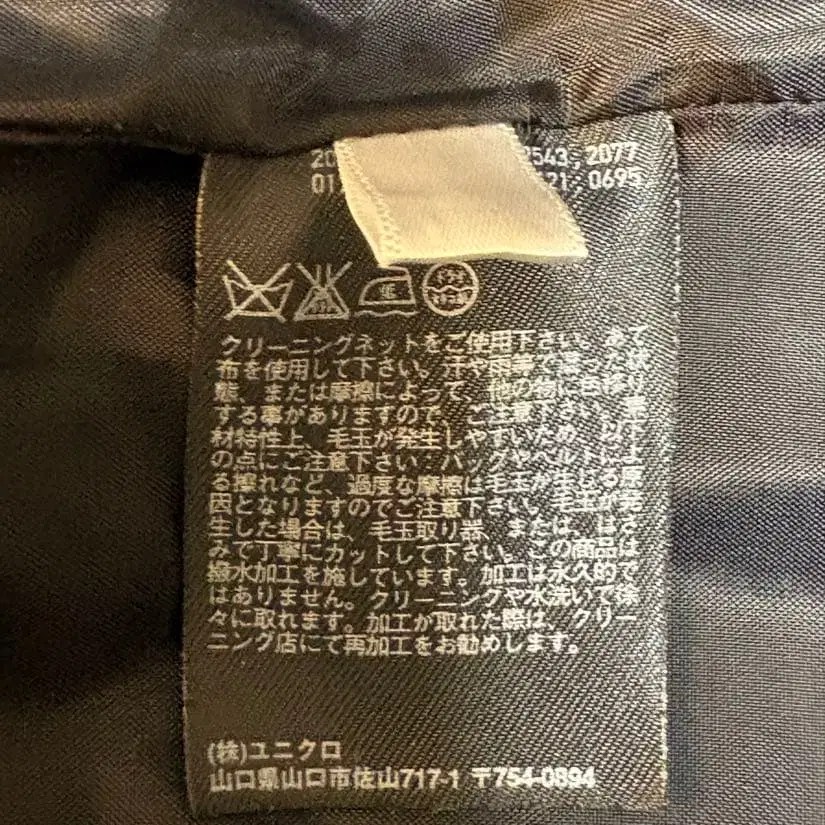 20 2543, 2077
01 21, 0695
クリーニングネットをご使用下さい。あて
布を使用して下さい。汗や雨等で湿った状
態、または摩擦によって、他の物に色移り
する事がありますので、ご注意下さい。素
材特性上、毛玉が発生しやすいため、以下
の点にご注意下さい バッグやベルトによ
る擦れなど、過度な摩擦は毛玉が生じる原
因となりますのでご注意下さい。毛玉が発
生した場合は、毛玉取り器、または、はさ
みで丁寧にカットして下さい。この商品は
撥水加工を施しています。加工は永久的で
はありません。クリーニングや水洗いで徐
々に取れます。加工が取れた際は、クリー
ニング店にて再加工をお勧めします。
(株)ユニクロ
山口県山口市佐山717-1 〒754-0894